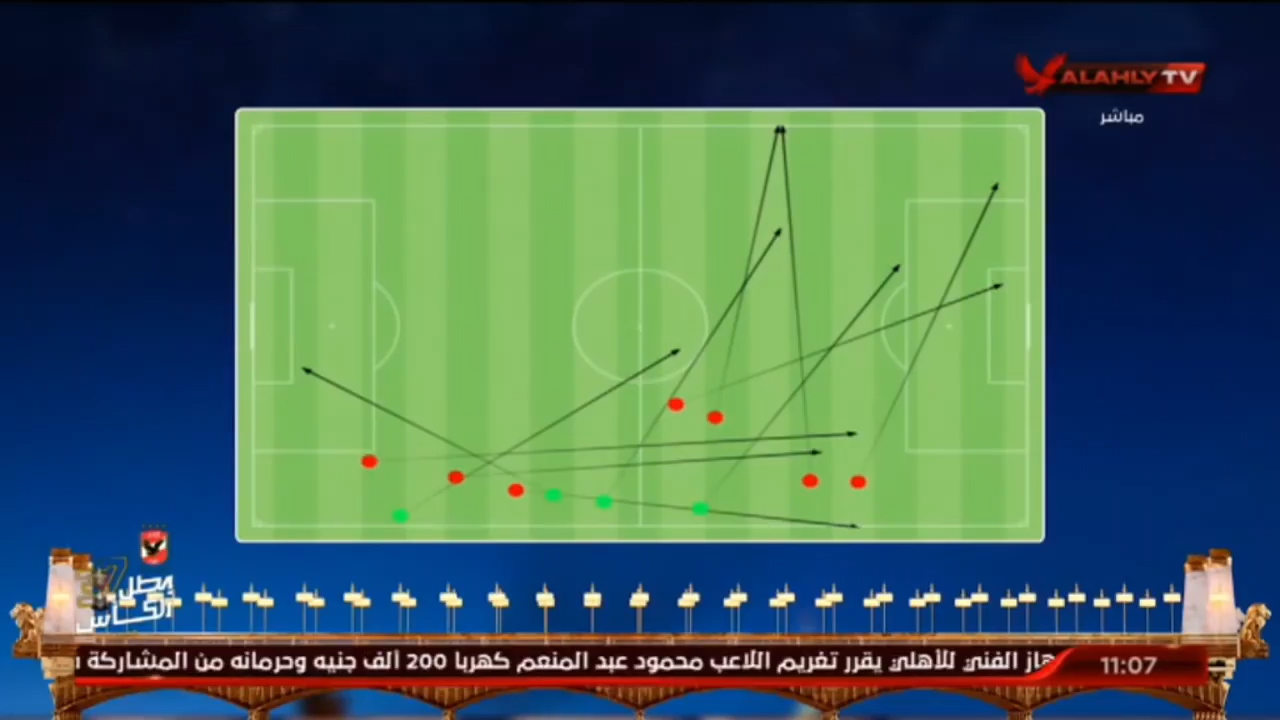 ALAHLY TV
مباشر
بطل
الكاس
هاز الفني للأهلي يقرر تغريم اللاعب محمود عبد المنعم كهربا 200 ألف جنيه وحرمانه من المشاركة
11:07